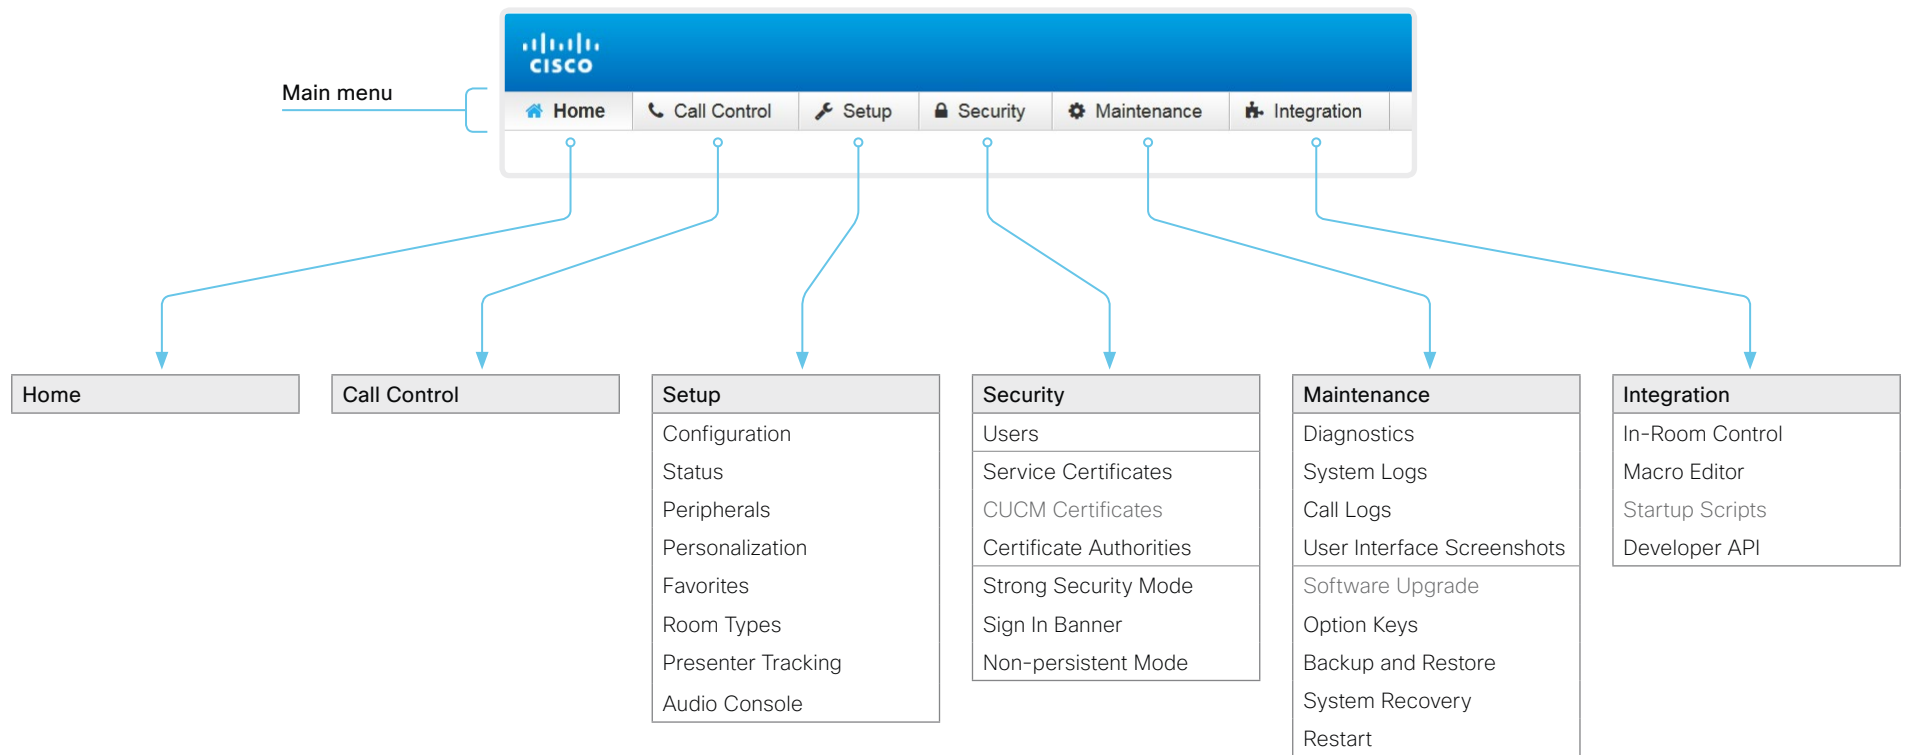 CISCO
Main menu
Home Call Control Setup Security Maintenance Integration
Home
Call Control
Setup
Configuration
Status
Peripherals
Personalization
Favorites
Room Types
Presenter Tracking
Audio Console
Security
Users
Service Certificates
CUCM Certificates
Certificate Authorities
Strong Security Mode
Sign In Banner
Non-persistent Mode
Maintenance
Diagnostics
System Logs
Call Logs
User Interface Screenshots
Software Upgrade
Option Keys
Backup and Restore
System Recovery
Restart
Integration
In-Room Control
Macro Editor
Startup Scripts
Developer API